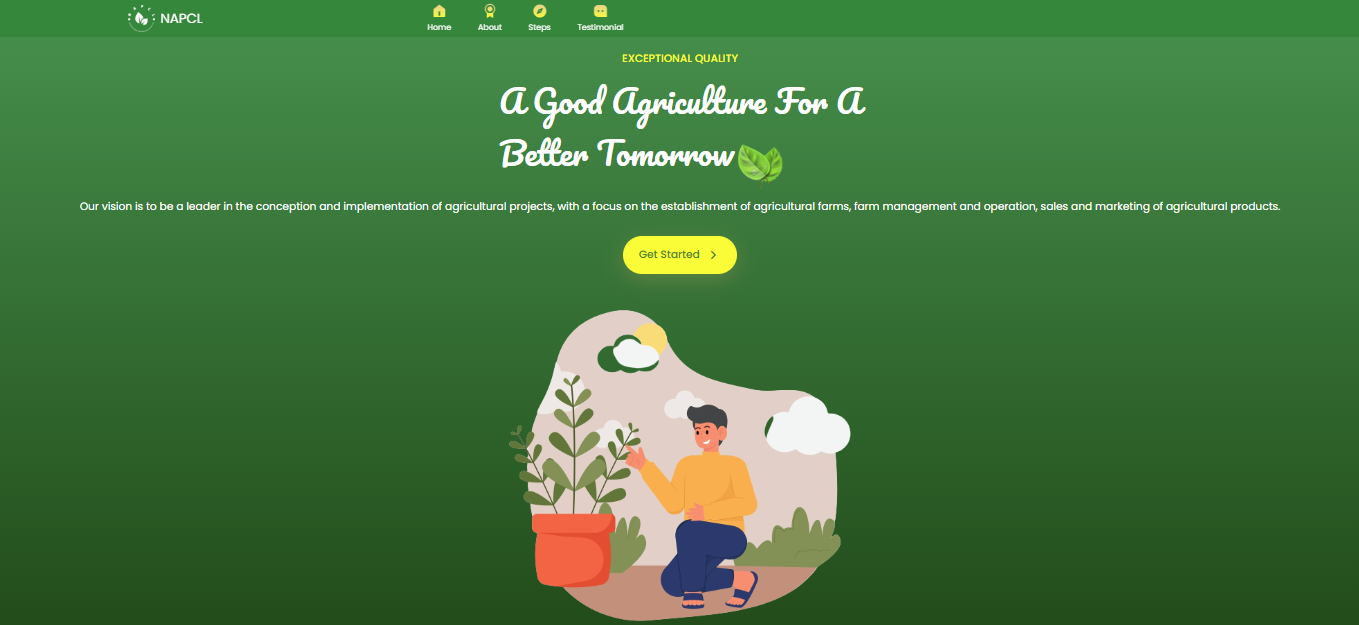 NAPCL
Home About Steps Testimonial
EXCEPTIONAL QUALITY
A Good Agriculture For A
Better Tomorrow
Our vision is to be a leader in the conception and implementation of agricultural projects, with a focus on the establishment of agricultural farms, farm management and operation, sales and marketing of agricultural products.
Get Started